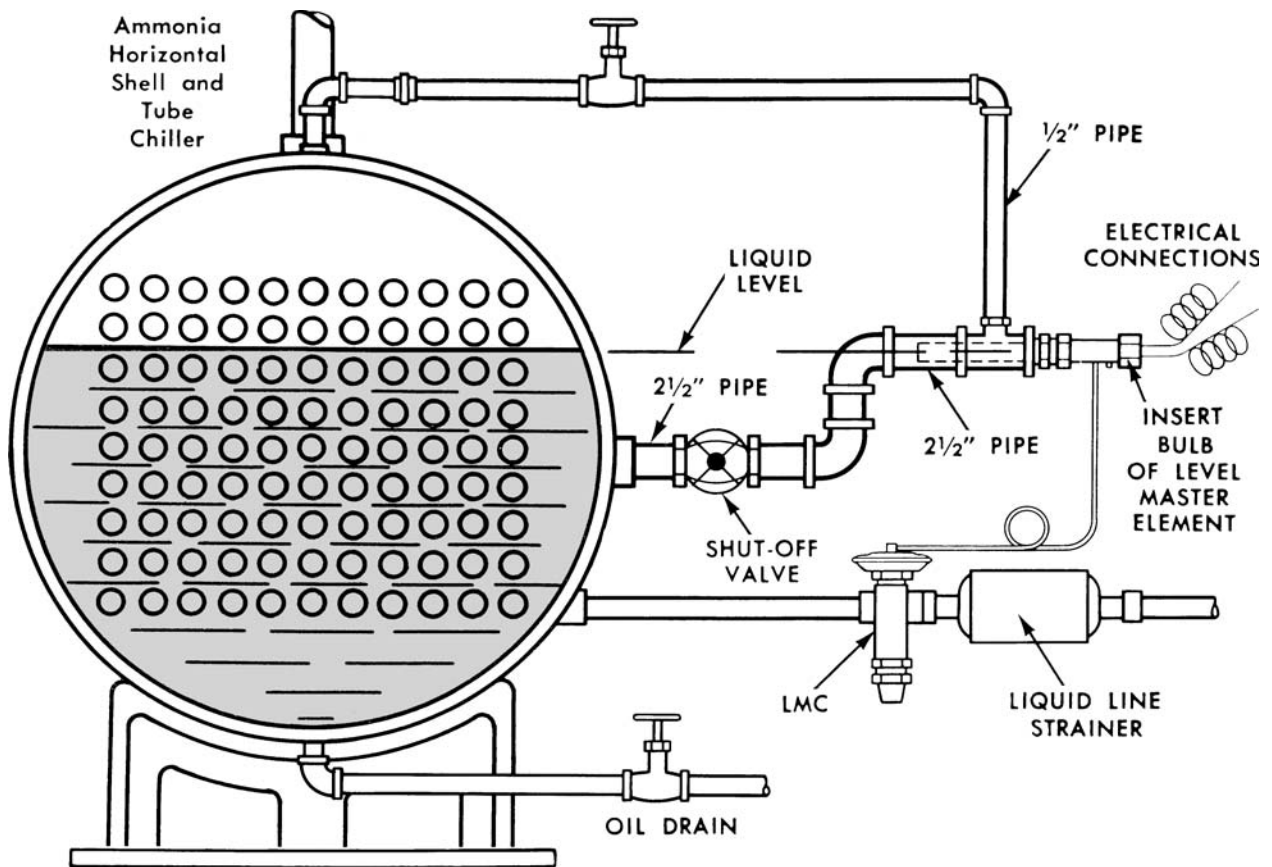 Ammonia
Horizontal
Shell and
Tube
Chiller
1/2" PIPE
ELECTRICAL
CONNECTIONS
LIQUID
LEVEL
2 1/2" PIPE
2 1/2" PIPE
INSERT
BULB
OF LEVEL
MASTER
ELEMENT
SHUT-OFF
VALVE
LMC
LIQUID LINE
STRAINER
OIL DRAIN